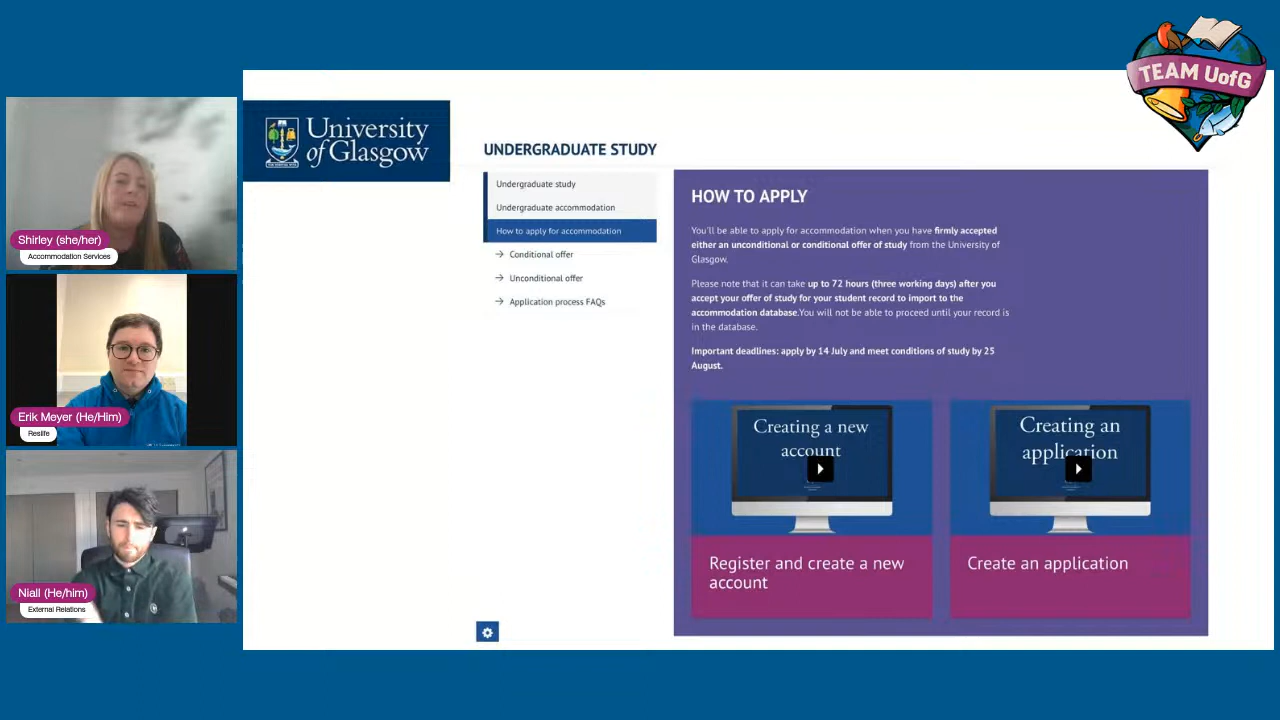 TEAM UofG
University
of Glasgow
Shirley (she/her)
Accommodation Services
Erik Meyer (He/Him)
Reslife
Niall (He/him)
External Relations
UNDERGRADUATE STUDY
Undergraduate study
Undergraduate accommodation
How to apply for accommodation
Conditional offer
Unconditional offer
Application process FAQs
HOW TO APPLY
You'll be able to apply for accommodation when you have firmly accepted
either an unconditional or conditional offer of study from the University of
Glasgow.
Please note that it can take up to 72 hours (three working days) after you
accept your offer of study for your student record to import to the
accommodation database.You will not be able to proceed until your record is
in the database.
Important deadlines: apply by 14 July and meet conditions of study by 25
August.
Creating a new
account
Register and create a new
account
Creating an
application
Create an application